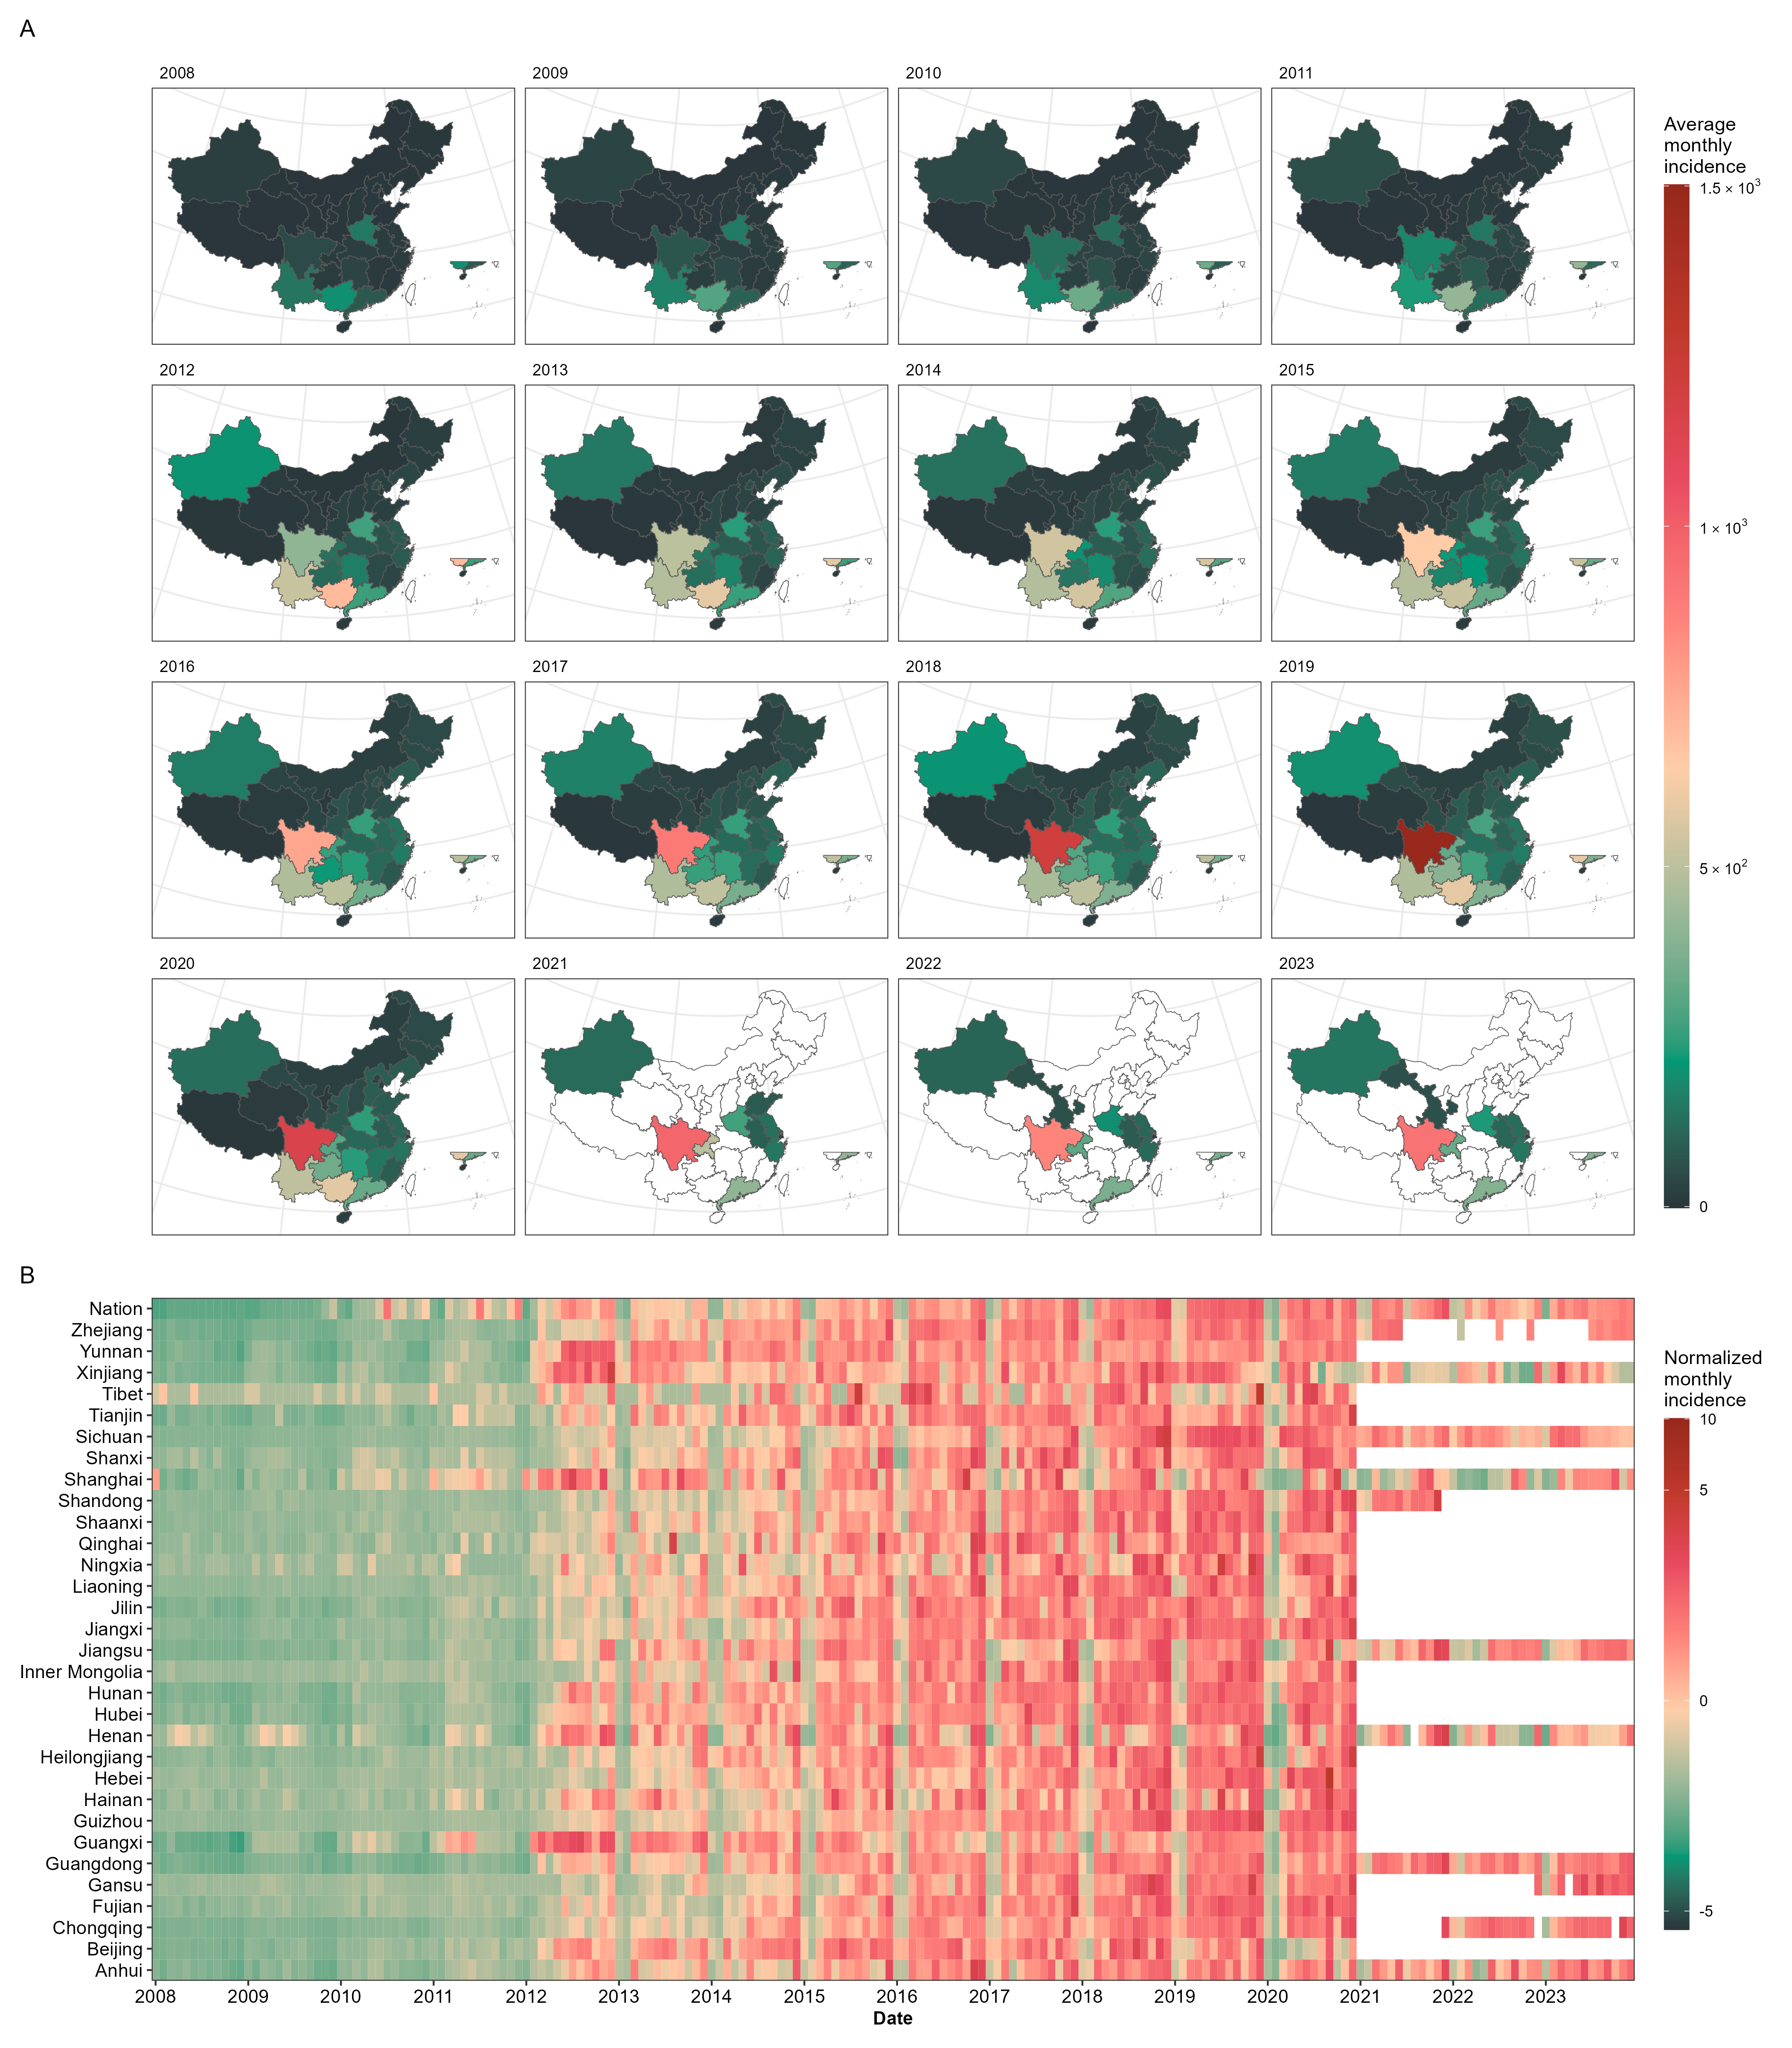 A
2008
2009
2010
2011
Average
monthly
incidence
1.5 × 10³
1 × 10³
5 × 10²
0
2012
2013
2014
2015
2016
2017
2018
2019
2020
2021
2022
2023
B
Nation
Zhejiang
Yunnan
Xinjiang
Tibet
Tianjin
Sichuan
Shanxi
Shanghai
Shandong
Shaanxi
Qinghai
Ningxia
Liaoning
Jilin
Jiangxi
Jiangsu
Inner Mongolia
Hunan
Hubei
Henan
Heilongjiang
Hebei
Hainan
Guizhou
Guangxi
Guangdong
Gansu
Fujian
Chongqing
Beijing
Anhui
2008 2009 2010 2011 2012 2013 2014 2015 2016 2017 2018 2019 2020 2021 2022 2023
Date
Normalized
monthly
incidence
10
5
0
-5